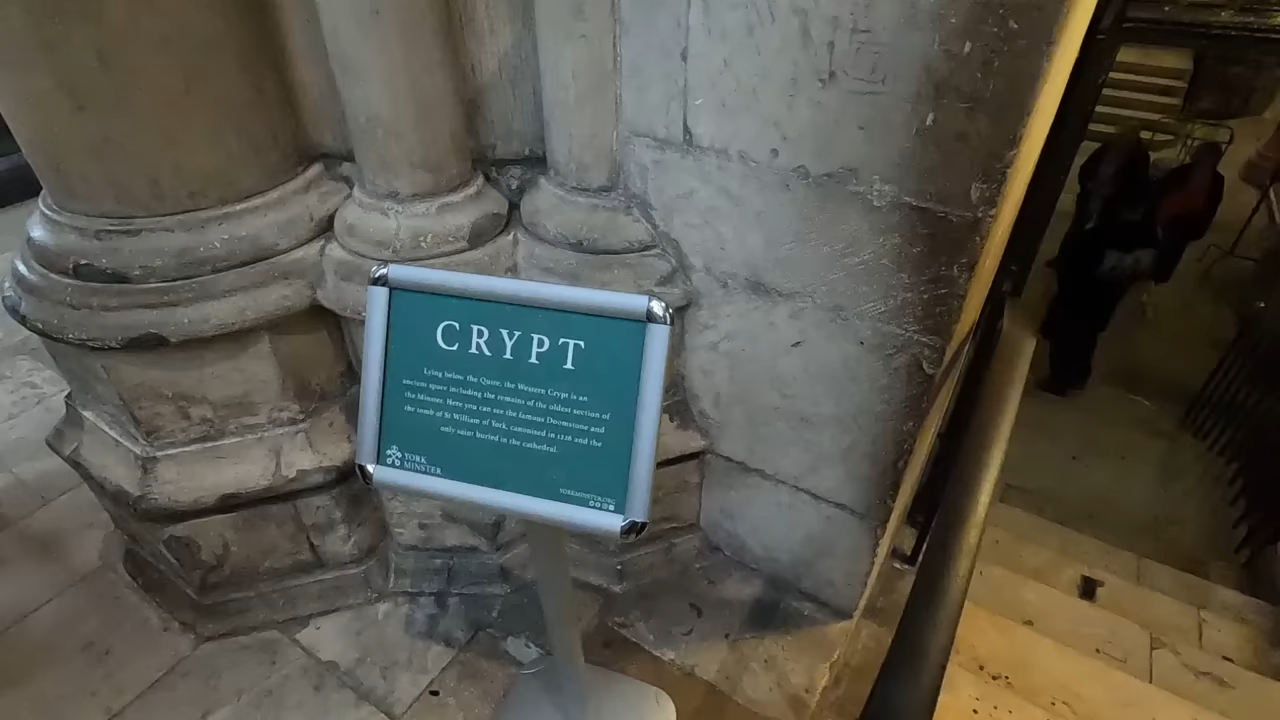 CRYPT
Lying below the Quire, the Western Crypt is an
ancient space including the remains of the oldest section of
the Minster. Here you can see the famous Doomstone and
the tomb of St William of York, canonised in 1226 and the
only saint buried in the cathedral.
YORK
MINSTER
YORKMINSTER.ORG